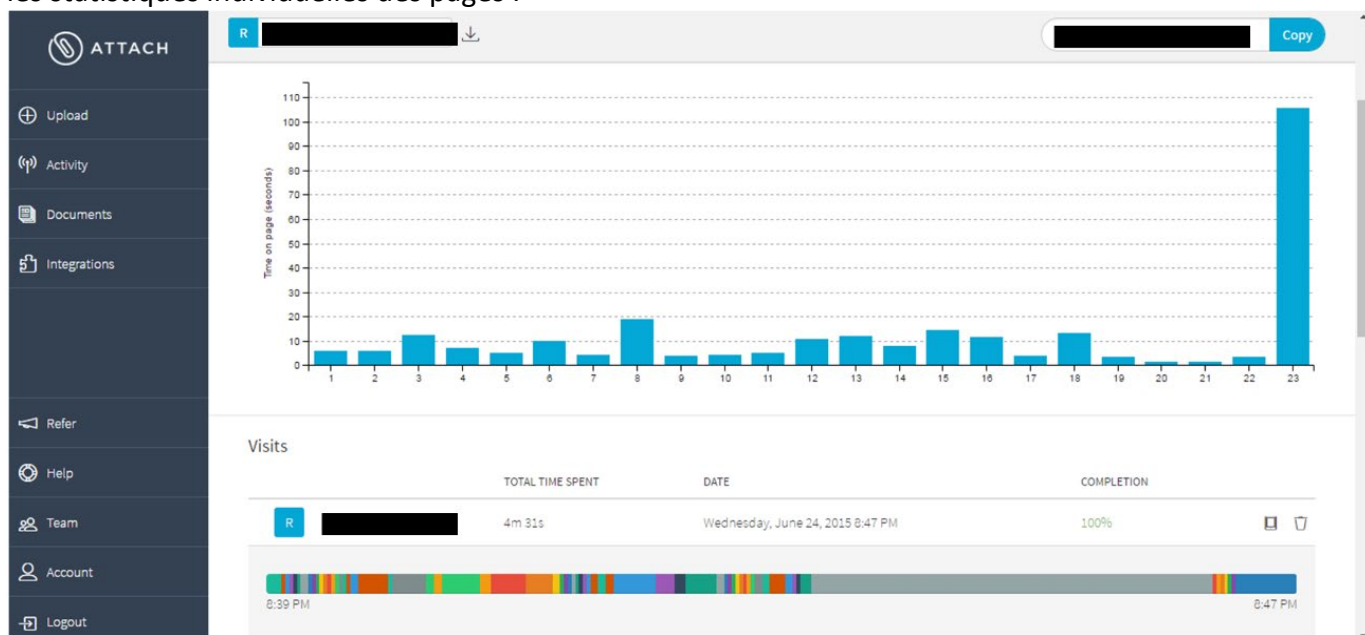 les statistiques individuelles des pages :
ATTACH
R
Copy
Upload
Activity
Documents
Integrations
Refer
Help
Team
Account
Logout
Time on page (seconds)
110
100
90
80
70
60
50
40
30
20
10
0
1 2 3 4 5 6 7 8 9 10 11 12 13 14 15 16 17 18 19 20 21 22 23
Visits
TOTAL TIME SPENT DATE COMPLETION
R 4m 31s Wednesday, June 24, 2015 8:47 PM 100%
8:39 PM 8:47 PM